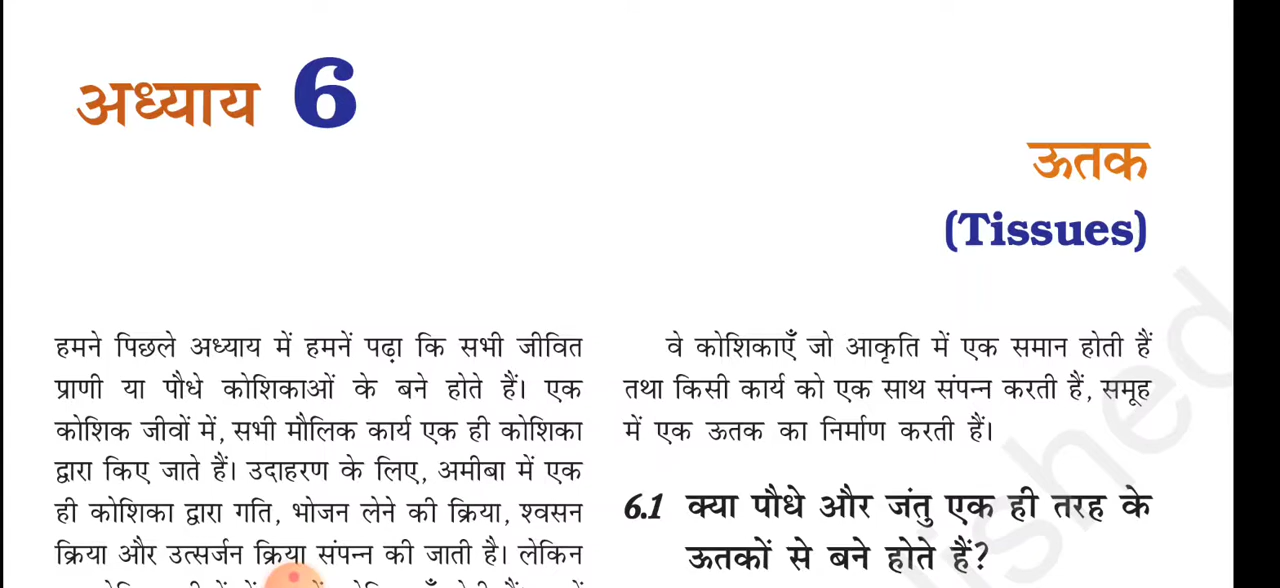 अध्याय 6
ऊतक
(Tissues)
हमने पिछले अध्याय में हमनें पढ़ा कि सभी जीवित
प्राणी या पौधे कोशिकाओं के बने होते हैं। एक
कोशिक जीवों में, सभी मौलिक कार्य एक ही कोशिका
द्वारा किए जाते हैं। उदाहरण के लिए, अमीबा में एक
ही कोशिका द्वारा गति, भोजन लेने की क्रिया, श्वसन
क्रिया और उत्सर्जन क्रिया संपन्न की जाती है। लेकिन
वे कोशिकाएँ जो आकृति में एक समान होती हैं
तथा किसी कार्य को एक साथ संपन्न करती हैं, समूह
में एक ऊतक का निर्माण करती हैं।
6.1 क्या पौधे और जंतु एक ही तरह के
ऊतकों से बने होते हैं?